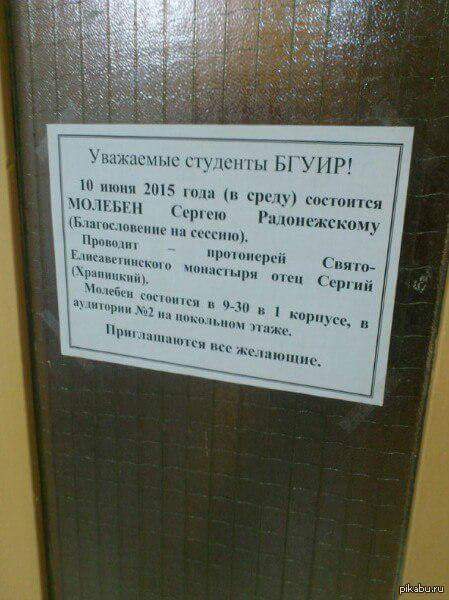 Уважаемые студенты БГУИР!
10 июня 2015 года (в среду) состоится
МОЛЕБЕН Сергею Радонежскому
(Благословение на сессию).
Проводит – протоиерей Свято-
Елисаветинского монастыря отец Сергий
(Храпицкий).
Молебен состоится в 9-30 в 1 корпусе, в
аудитории №2 на цокольном этаже.
Приглашаются все желающие.
pikabu.ru